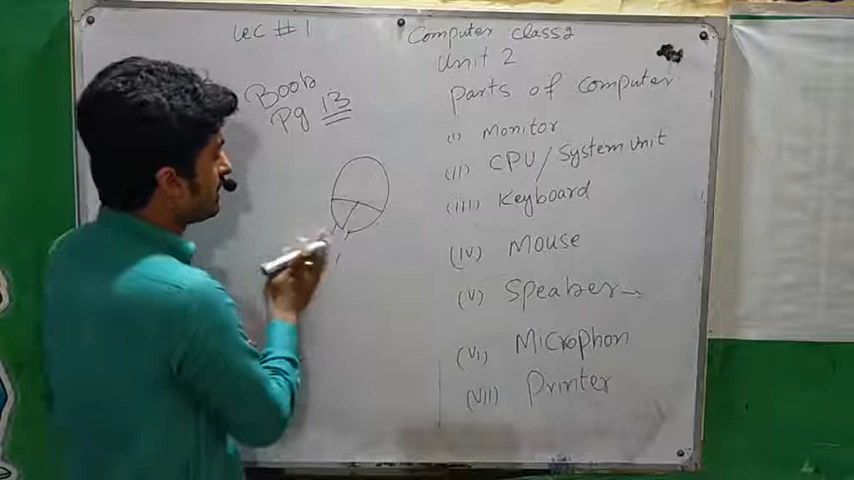 Lec #1
Computer Class 2
Unit 2
Boob
Pg 13
Parts of Computer
(i) Monitor
(ii) CPU / System Unit
(iii) Keyboard
(iv) Mouse
(v) Speaker →
(vi) Microphon
(vii) Printer